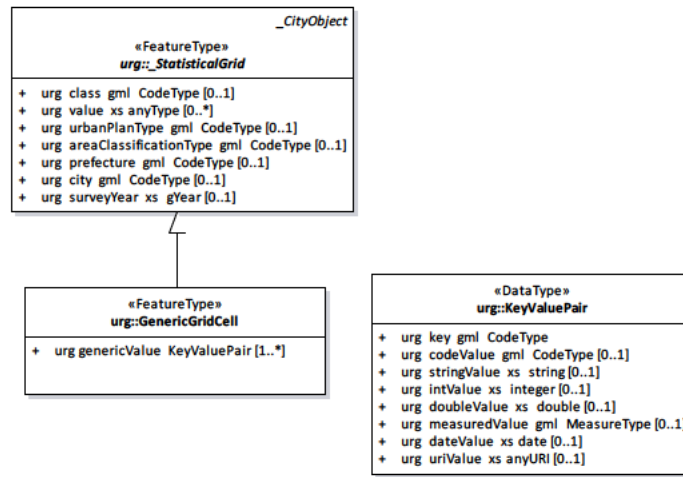 _CityObject
«FeatureType»
urg::_StatisticalGrid
+ urg class gml CodeType [0..1]
+ urg value xs anyType [0..*]
+ urg urbanPlanType gml CodeType [0..1]
+ urg areaClassificationType gml CodeType [0..1]
+ urg prefecture gml CodeType [0..1]
+ urg city gml CodeType [0..1]
+ urg surveyYear xs gYear [0..1]
«FeatureType»
urg::GenericGridCell
+ urg genericValue KeyValuePair [1..*]
«DataType»
urg::KeyValuePair
+ urg key gml CodeType
+ urg codeValue gml CodeType [0..1]
+ urg stringValue xs string [0..1]
+ urg intValue xs integer [0..1]
+ urg doubleValue xs double [0..1]
+ urg measuredValue gml MeasureType [0..1]
+ urg dateValue xs date [0..1]
+ urg uriValue xs anyURI [0..1]